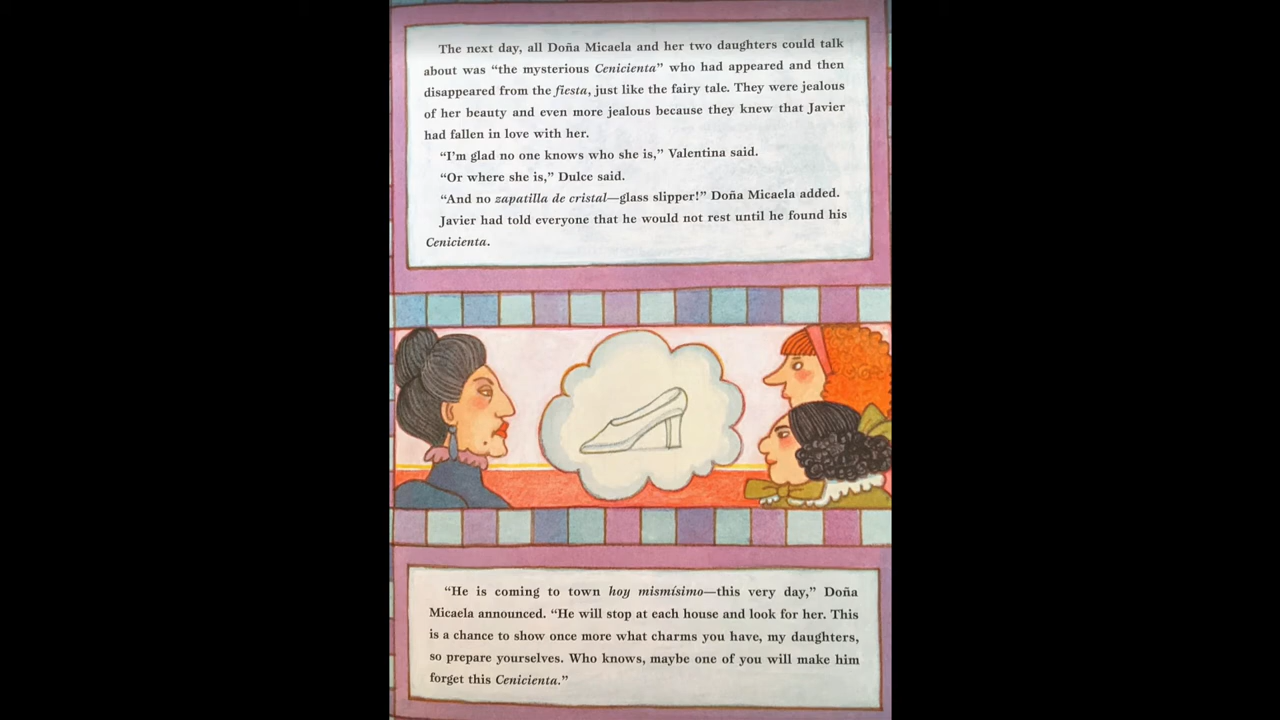 The next day, all Doña Micaela and her two daughters could talk
about was “the mysterious Cenicienta” who had appeared and then
disappeared from the fiesta, just like the fairy tale. They were jealous
of her beauty and even more jealous because they knew that Javier
had fallen in love with her.
“I’m glad no one knows who she is,” Valentina said.
“Or where she is,” Dulce said.
“And no zapatilla de cristal—glass slipper!” Doña Micaela added.
Javier had told everyone that he would not rest until he found his
Cenicienta.
“He is coming to town hoy mismísimo—this very day,” Doña
Micaela announced. “He will stop at each house and look for her. This
is a chance to show once more what charms you have, my daughters,
so prepare yourselves. Who knows, maybe one of you will make him
forget this Cenicienta.”